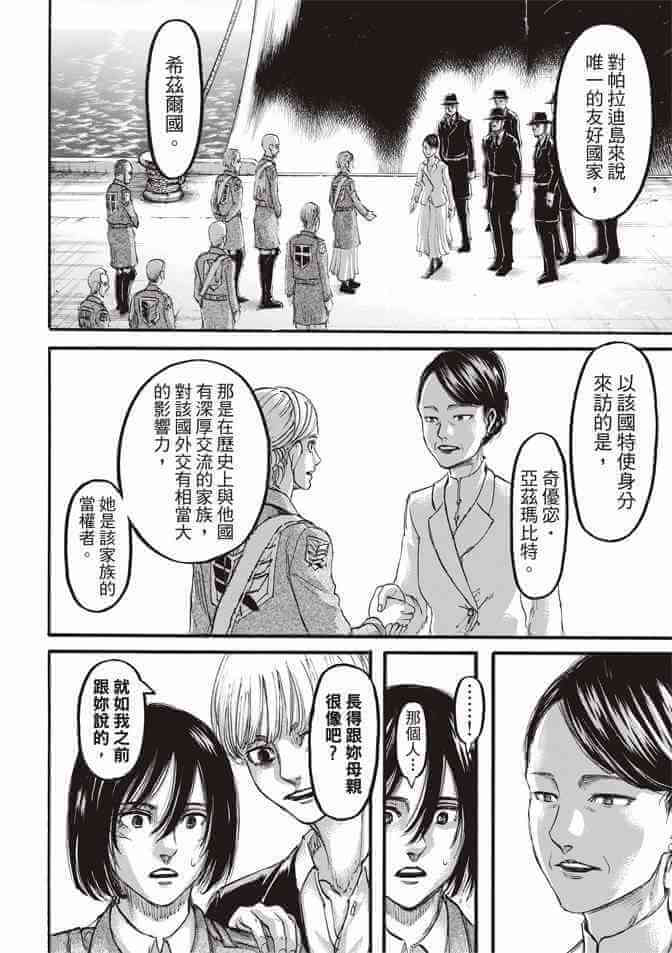 對帕拉迪島來說
唯一的友好國家，
希茲爾國。
以該國特使身分
來訪的是，
奇優宓．
亞茲瑪比特。
那是在歷史上與他國
有深厚交流的家族，
對該國外交有相當大
的影響力，
她是該家族的
當權者。
……！
那個人…
長得跟妳母親
很像吧？
就如我之前
跟妳說的，